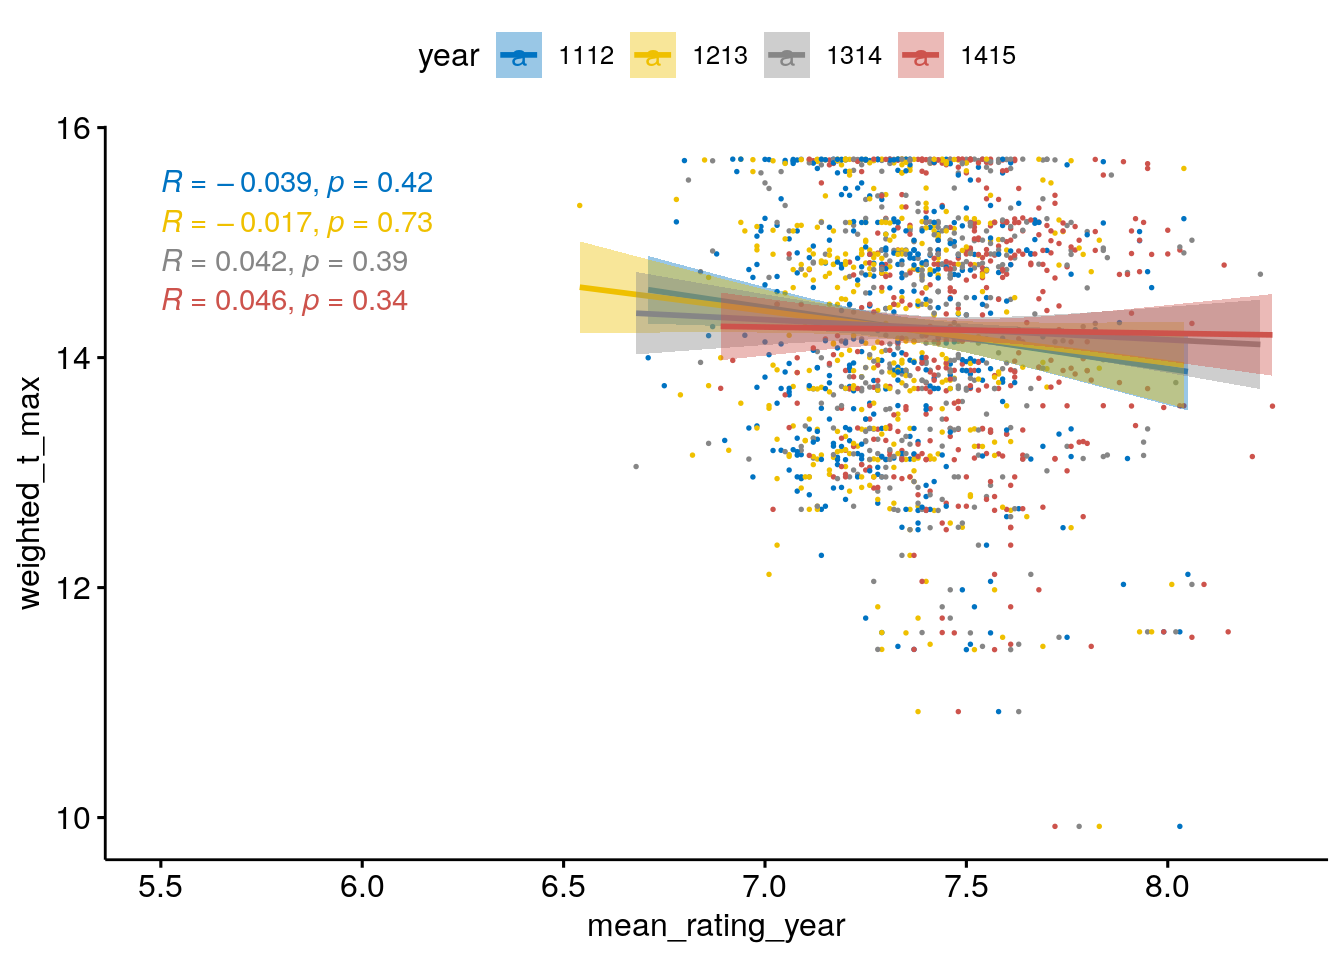 year a 1112 a 1213 a 1314 a 1415
16
R = −0.039, p = 0.42
R = −0.017, p = 0.73
R = 0.042, p = 0.39
R = 0.046, p = 0.34
14
12
10
weighted_t_max
5.5 6.0 6.5 7.0 7.5 8.0
mean_rating_year